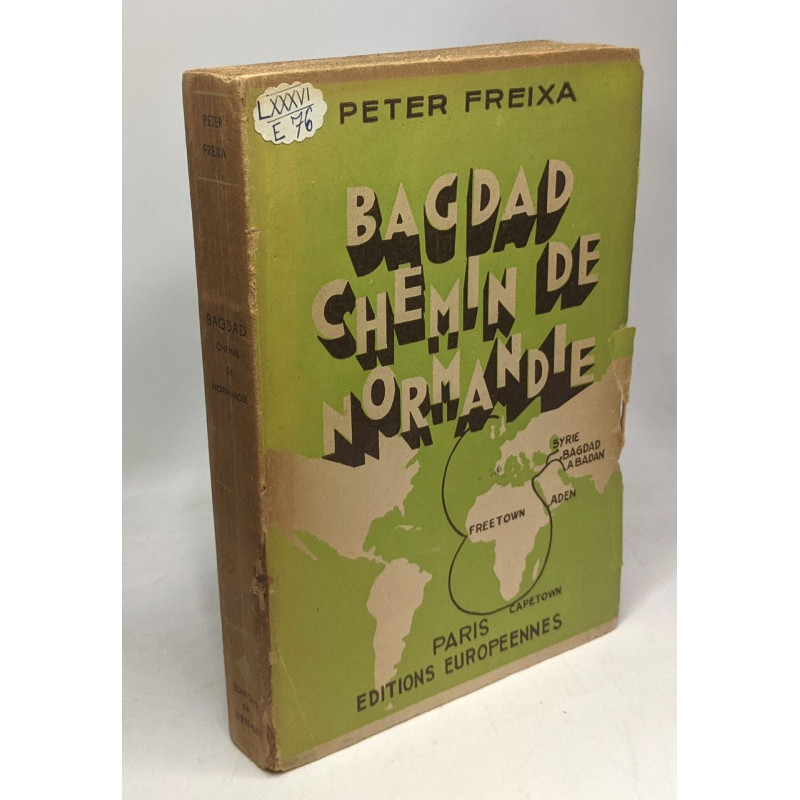 LXXXVI
E 76
PETER FREIXA
BAGDAD
CHEMIN DE
NORMANDIE
SYRIE
BAGDAD
ABADAN
ADEN
FREETOWN
CAPETOWN
PARIS
EDITIONS EUROPEENNES
PETER
FREIXA
BAGDAD
CHEMIN
DE
NORMANDIE